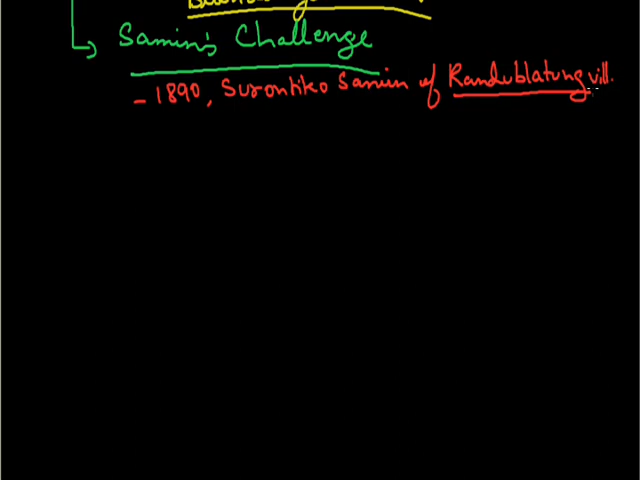 Samin's Challenge
- 1890, Surontiko Samin of Randublatung vill.